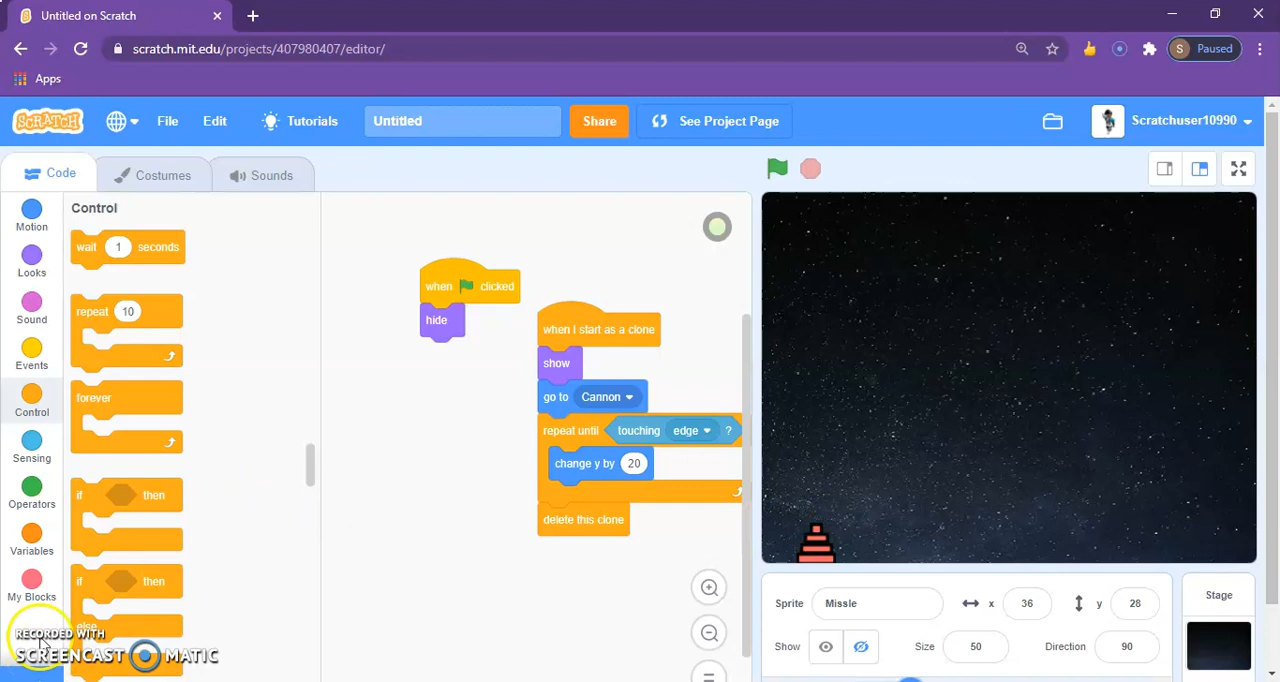 Untitled on Scratch
scratch.mit.edu/projects/407980407/editor/
S Paused
Apps
SCRATCH
File
Edit
Tutorials
Untitled
Share
See Project Page
Scratchuser10990
Code
Costumes
Sounds
Motion
Looks
Sound
Events
Control
Sensing
Operators
Variables
My Blocks
Control
wait 1 seconds
repeat 10
forever
if then
if then
else
when clicked
hide
when I start as a clone
show
go to Cannon
repeat until touching edge ?
change y by 20
delete this clone
Sprite Missle x 36 y 28
Show Size 50 Direction 90
Stage
RECORDED WITH
SCREENCAST MATIC